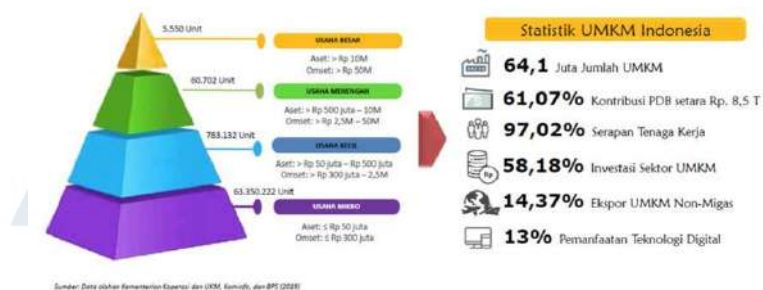 5.550 Unit
USAHA BESAR
Aset: > Rp 10M
Omset: > Rp 50M
60.702 Unit
USAHA MENENGAH
Aset: > Rp 500 juta – 10M
Omset: > Rp 2,5M – 50M
783.132 Unit
USAHA KECIL
Aset: > Rp 50 juta – Rp 500 juta
Omset: > Rp 300 juta – 2,5M
63.350.222 Unit
USAHA MIKRO
Aset: ≤ Rp 50 juta
Omset: ≤ Rp 300 juta
Sumber: Data olahan Kementerian Koperasi dan UKM, Kominfo, dan BPS (2018)
Statistik UMKM Indonesia
64,1 Juta Jumlah UMKM
61,07% Kontribusi PDB setara Rp. 8,5 T
97,02% Serapan Tenaga Kerja
58,18% Investasi Sektor UMKM
Rp
14,37% Ekspor UMKM Non-Migas
13% Pemanfaatan Teknologi Digital